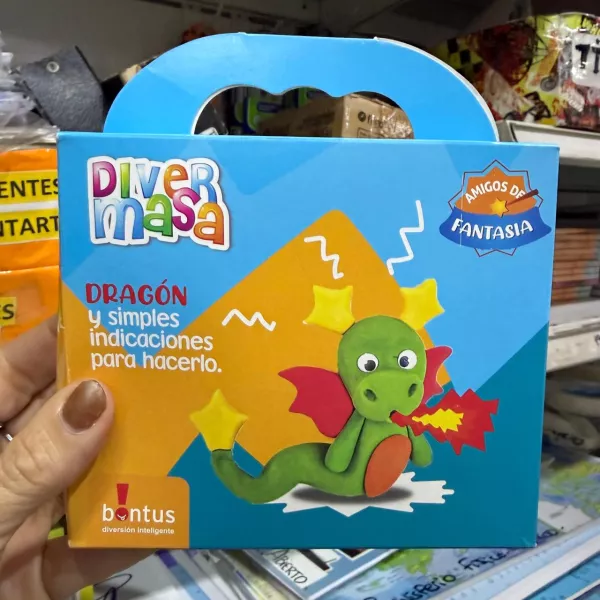 DIVER
masa
AMIGOS DE
FANTASIA
DRAGÓN
y simples
indicaciones
para hacerlo.
bontus
diversión inteligente
ENTES
NTART